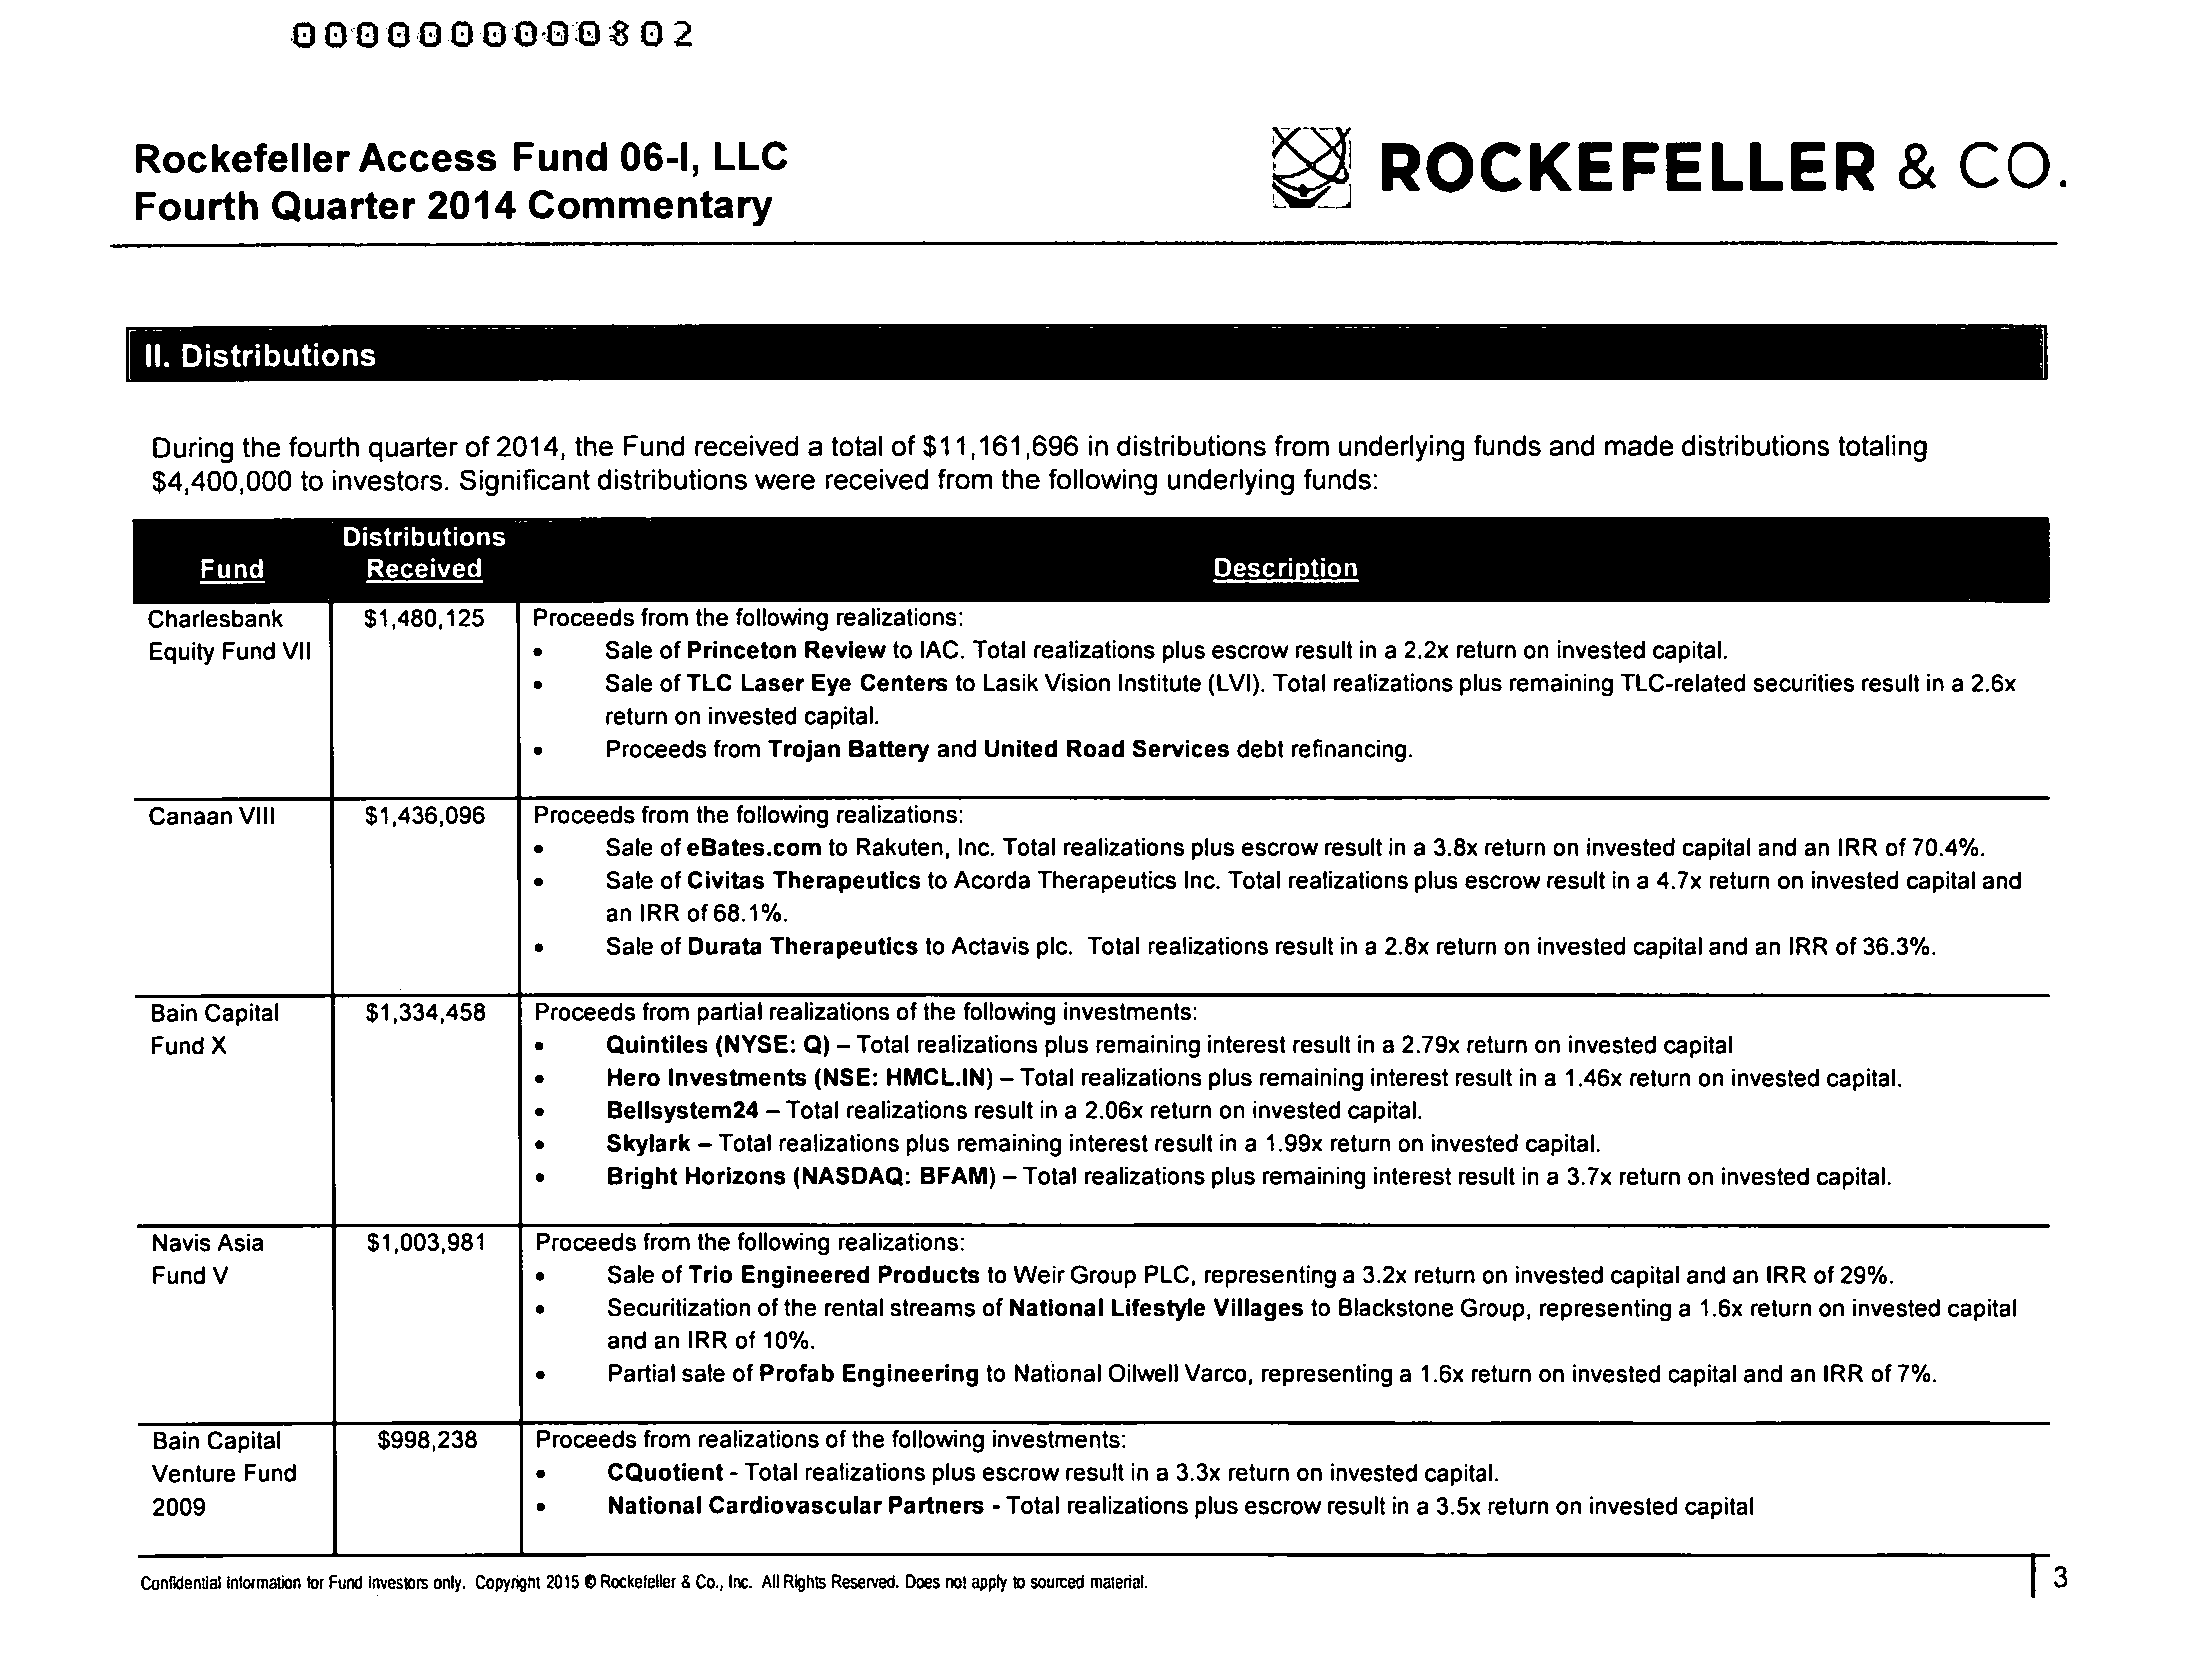 0000000000802
Rockefeller Access Fund 06-I, LLC
Fourth Quarter 2014 Commentary
ROCKEFELLER & CO.
II. Distributions
During the fourth quarter of 2014, the Fund received a total of $11,161,696 in distributions from underlying funds and made distributions totaling
$4,400,000 to investors. Significant distributions were received from the following underlying funds:
Fund
Distributions
Received
Description
Charlesbank
Equity Fund VII
$1,480,125
Proceeds from the following realizations:
• Sale of Princeton Review to IAC. Total realizations plus escrow result in a 2.2x return on invested capital.
• Sale of TLC Laser Eye Centers to Lasik Vision Institute (LVI). Total realizations plus remaining TLC-related securities result in a 2.6x
return on invested capital.
• Proceeds from Trojan Battery and United Road Services debt refinancing.
Canaan VIII
$1,436,096
Proceeds from the following realizations:
• Sale of eBates.com to Rakuten, Inc. Total realizations plus escrow result in a 3.8x return on invested capital and an IRR of 70.4%.
• Sale of Civitas Therapeutics to Acorda Therapeutics Inc. Total realizations plus escrow result in a 4.7x return on invested capital and
an IRR of 68.1%.
• Sale of Durata Therapeutics to Actavis plc. Total realizations result in a 2.8x return on invested capital and an IRR of 36.3%.
Bain Capital
Fund X
$1,334,458
Proceeds from partial realizations of the following investments:
• Quintiles (NYSE: Q) – Total realizations plus remaining interest result in a 2.79x return on invested capital
• Hero Investments (NSE: HMCL.IN) – Total realizations plus remaining interest result in a 1.46x return on invested capital.
• Bellsystem24 – Total realizations result in a 2.06x return on invested capital.
• Skylark – Total realizations plus remaining interest result in a 1.99x return on invested capital.
• Bright Horizons (NASDAQ: BFAM) – Total realizations plus remaining interest result in a 3.7x return on invested capital.
Navis Asia
Fund V
$1,003,981
Proceeds from the following realizations:
• Sale of Trio Engineered Products to Weir Group PLC, representing a 3.2x return on invested capital and an IRR of 29%.
• Securitization of the rental streams of National Lifestyle Villages to Blackstone Group, representing a 1.6x return on invested capital
and an IRR of 10%.
• Partial sale of Profab Engineering to National Oilwell Varco, representing a 1.6x return on invested capital and an IRR of 7%.
Bain Capital
Venture Fund
2009
$998,238
Proceeds from realizations of the following investments:
• CQuotient - Total realizations plus escrow result in a 3.3x return on invested capital.
• National Cardiovascular Partners - Total realizations plus escrow result in a 3.5x return on invested capital
Confidential information for Fund investors only. Copyright 2015 © Rockefeller & Co., Inc. All Rights Reserved. Does not apply to sourced material.
3